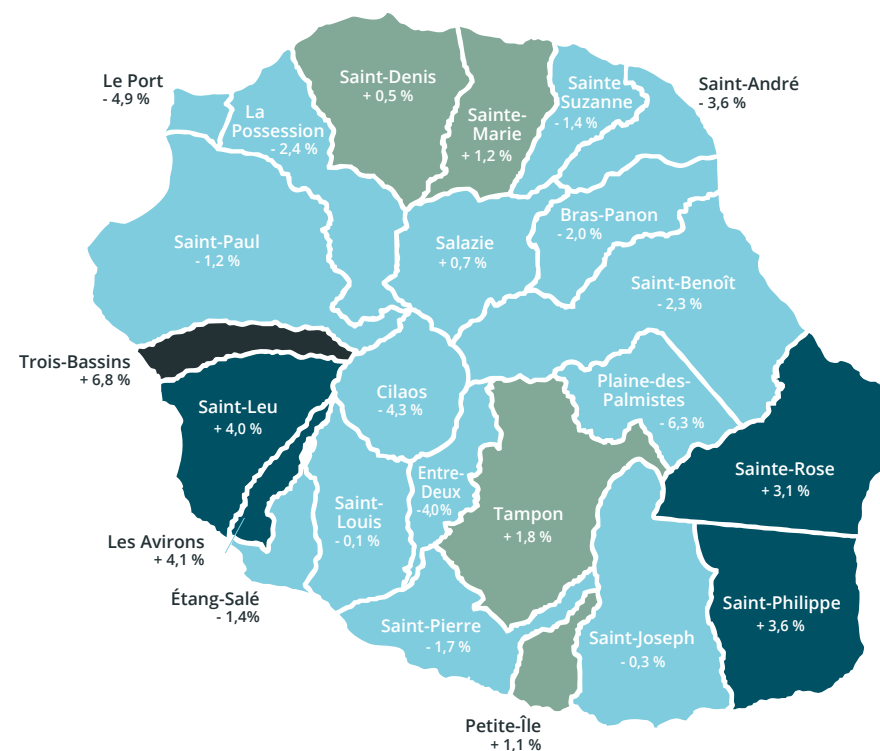 Saint-Denis
+ 0,5 %
Le Port
- 4,9 %
La
Possession
- 2,4 %
Sainte-
Marie
+ 1,2 %
Sainte
Suzanne
- 1,4 %
Saint-André
- 3,6 %
Saint-Paul
- 1,2 %
Salazie
+ 0,7 %
Bras-Panon
- 2,0 %
Saint-Benoît
- 2,3 %
Trois-Bassins
+ 6,8 %
Saint-Leu
+ 4,0 %
Cilaos
- 4,3 %
Plaine-des-
Palmistes
- 6,3 %
Sainte-Rose
+ 3,1 %
Entre-
Deux
-4,0%
Saint-
Louis
- 0,1 %
Tampon
+ 1,8 %
Les Avirons
+ 4,1 %
Étang-Salé
- 1,4%
Saint-Pierre
- 1,7 %
Saint-Joseph
- 0,3 %
Saint-Philippe
+ 3,6 %
Petite-Île
+ 1,1 %